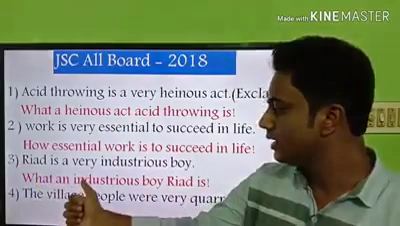 Made with KINEMASTER
JSC All Board - 2018
1) Acid throwing is a very heinous act.(Excla
What a heinous act acid throwing is!
2 ) work is very essential to succeed in life.
How essential work is to succeed in life!
3) Riad is a very industrious boy.
What an industrious boy Riad is!
4) The people were very